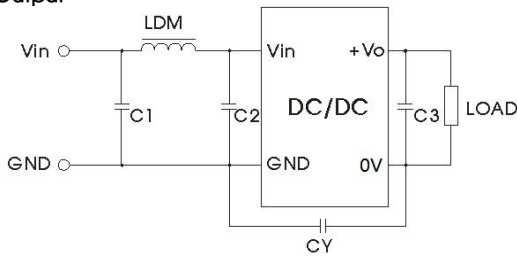 Output
LDM
Vin
Vin
+Vo
C1
C2
DC/DC
C3
LOAD
GND
GND
0V
CY